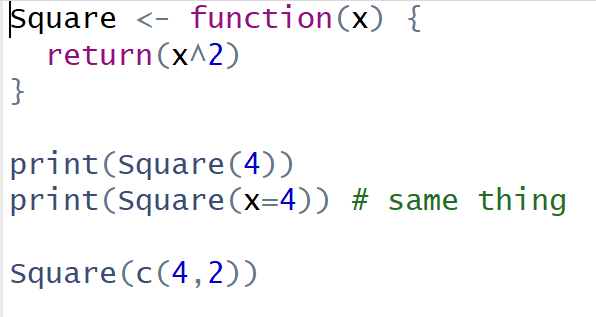 Square <- function(x) {
  return(x^2)
}

print(Square(4))
print(Square(x=4)) # same thing

Square(c(4,2))